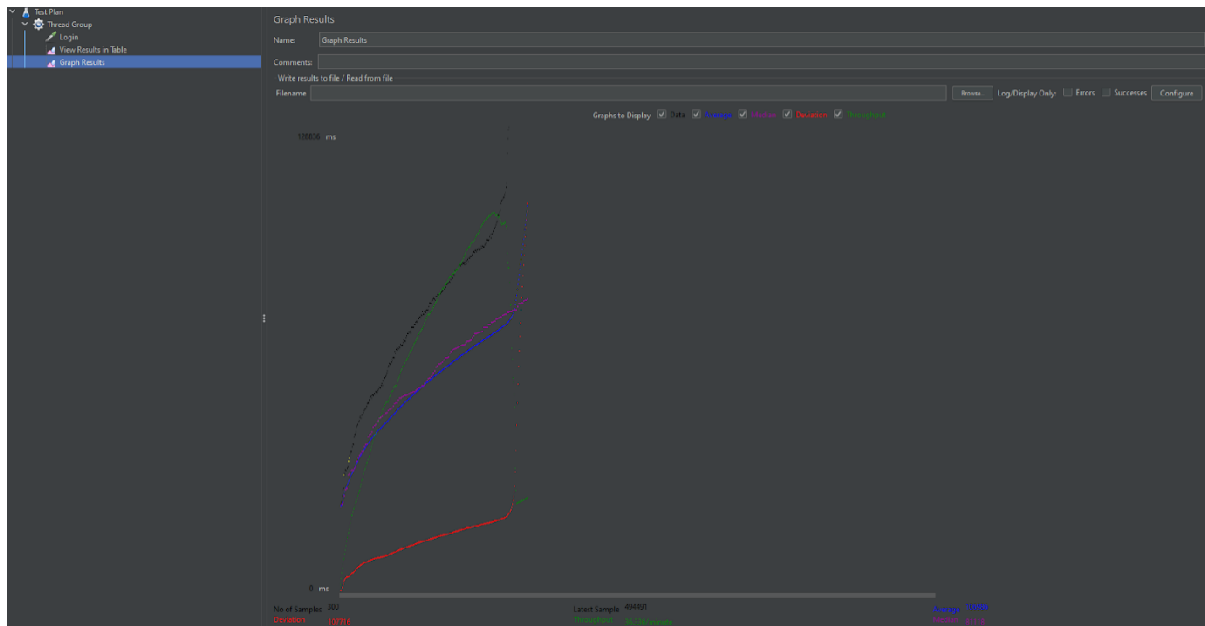 Test Plan
Thread Group
Login
View Results in Table
Graph Results
Graph Results
Name: Graph Results
Comments:
Write results to file / Read from file
Filename Browse... Log/Display Only: Errors Successes Configure
Graphs to Display Data Average Median Deviation Throughput
ms
0 ms
No of Samples 300 Latest Sample Average
Deviation Throughput